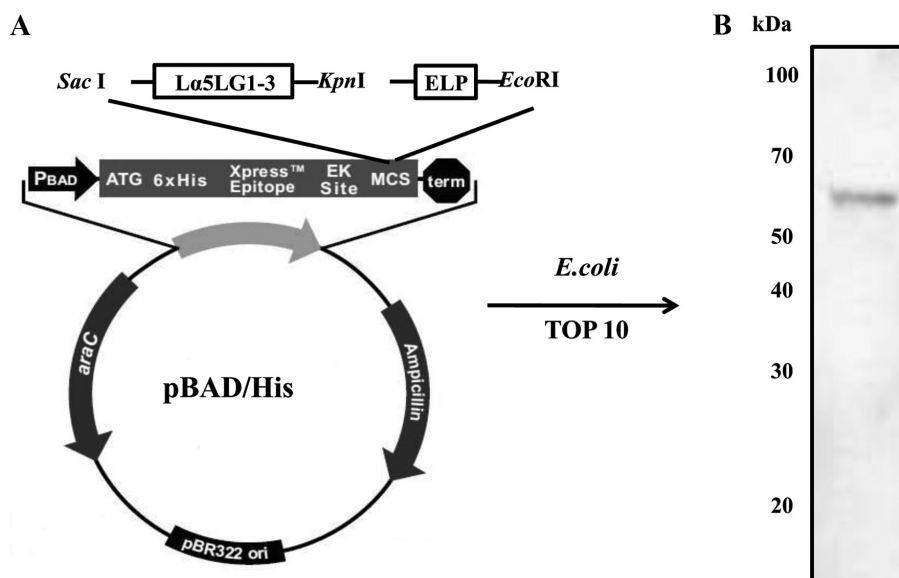 A
Sac I Lα5LG1-3 KpnI ELP EcoRI
PBAD ATG 6xHis Xpress™ Epitope EK Site MCS term
araC
Ampicillin
pBAD/His
pBR322 ori
E.coli
TOP 10
B kDa
100
70
50
40
30
20